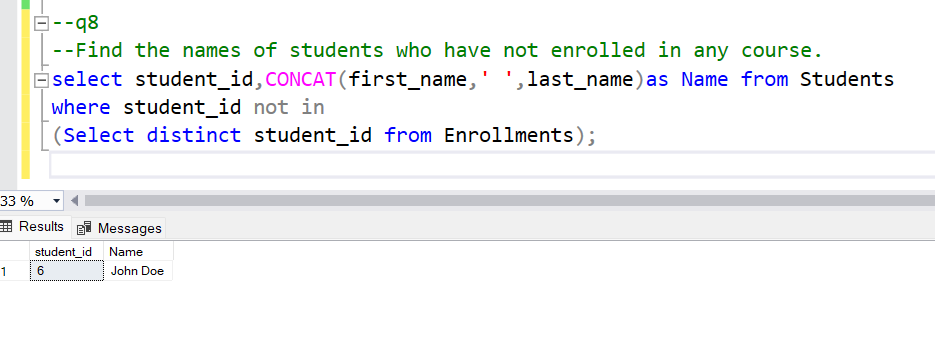 --q8
--Find the names of students who have not enrolled in any course.
select student_id,CONCAT(first_name,' ',last_name)as Name from Students
where student_id not in
(Select distinct student_id from Enrollments);
33 %
Results Messages
student_id Name
1 6 John Doe